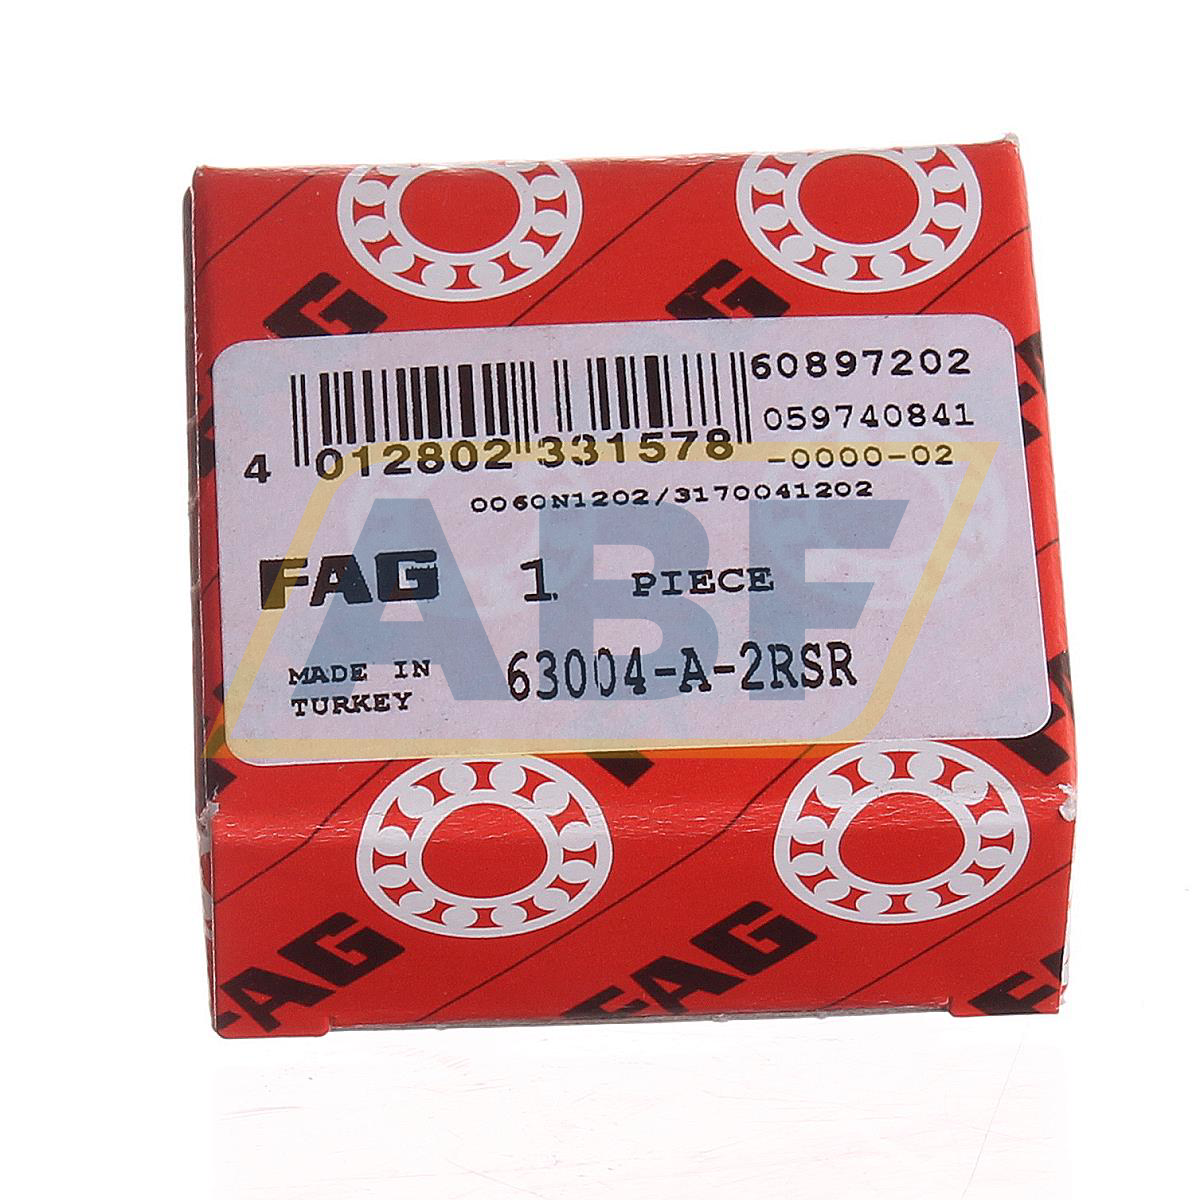 FAG
FAG
60897202
059740841
4 012802 331578
-0000-02
0060N1202/3170041202
FAG 1 PIECE
MADE IN
TURKEY
63004-A-2RSR
ABF
FAG
FAG